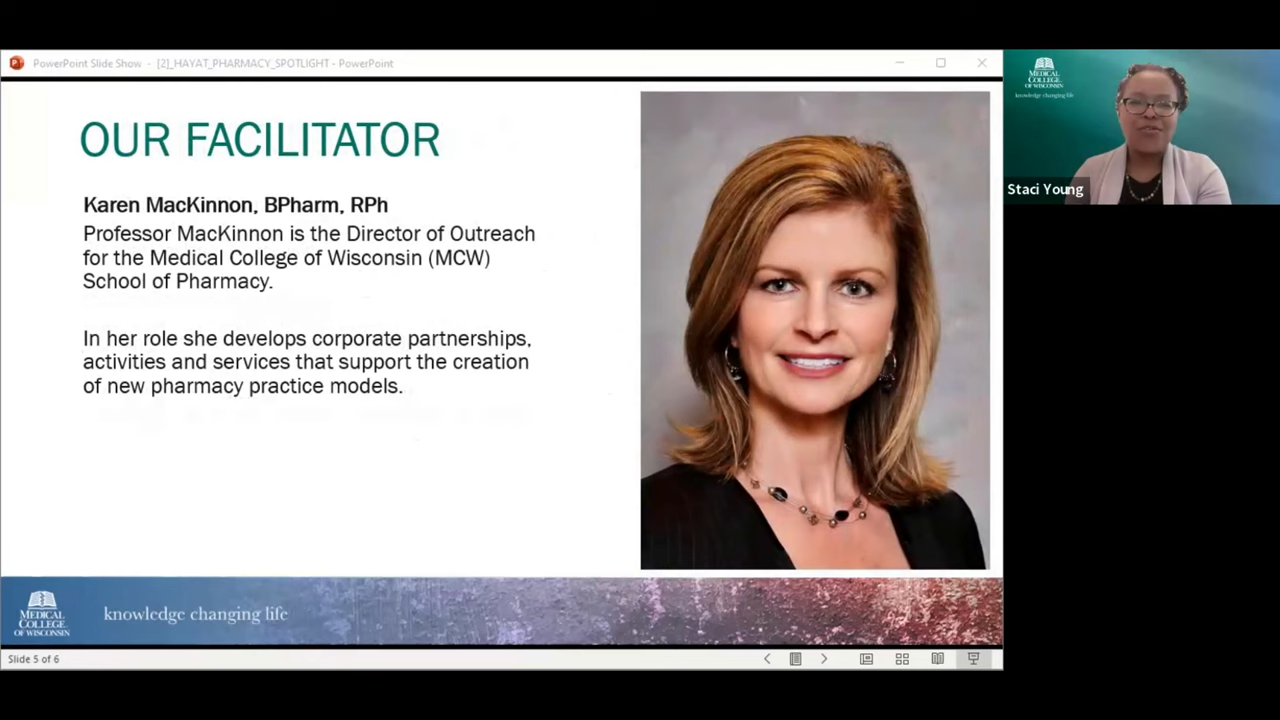 PowerPoint Slide Show - [2]_HAYAT_PHARMACY_SPOTLIGHT - PowerPoint
OUR FACILITATOR
Karen MacKinnon, BPharm, RPh
Professor MacKinnon is the Director of Outreach
for the Medical College of Wisconsin (MCW)
School of Pharmacy.
In her role she develops corporate partnerships,
activities and services that support the creation
of new pharmacy practice models.
MEDICAL
COLLEGE
OF WISCONSIN
knowledge changing life
Slide 5 of 6
MEDICAL
COLLEGE
OF WISCONSIN
knowledge changing life
Staci Young